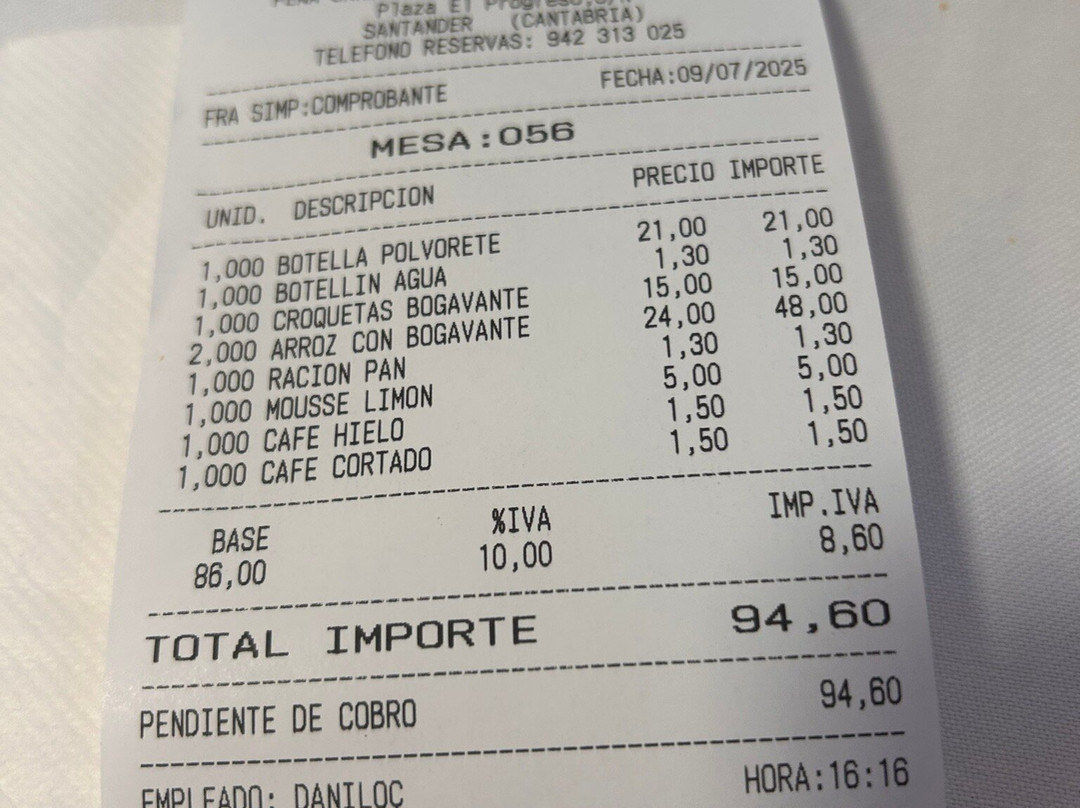 Plaza El Progreso,
SANTANDER (CANTABRIA)
TELEFONO RESERVAS: 942 313 025
FRA SIMP:COMPROBANTE FECHA:09/07/2025
MESA:056
UNID. DESCRIPCION PRECIO IMPORTE
1,000 BOTELLA POLVORETE 21,00 21,00
1,000 BOTELLIN AGUA 1,30 1,30
1,000 CROQUETAS BOGAVANTE 15,00 15,00
2,000 ARROZ CON BOGAVANTE 24,00 48,00
1,000 RACION PAN 1,30 1,30
1,000 MOUSSE LIMON 5,00 5,00
1,000 CAFE HIELO 1,50 1,50
1,000 CAFE CORTADO 1,50 1,50
BASE %IVA IMP.IVA
86,00 10,00 8,60
TOTAL IMPORTE 94,60
PENDIENTE DE COBRO 94,60
EMPLEADO: DANILOC HORA:16:16